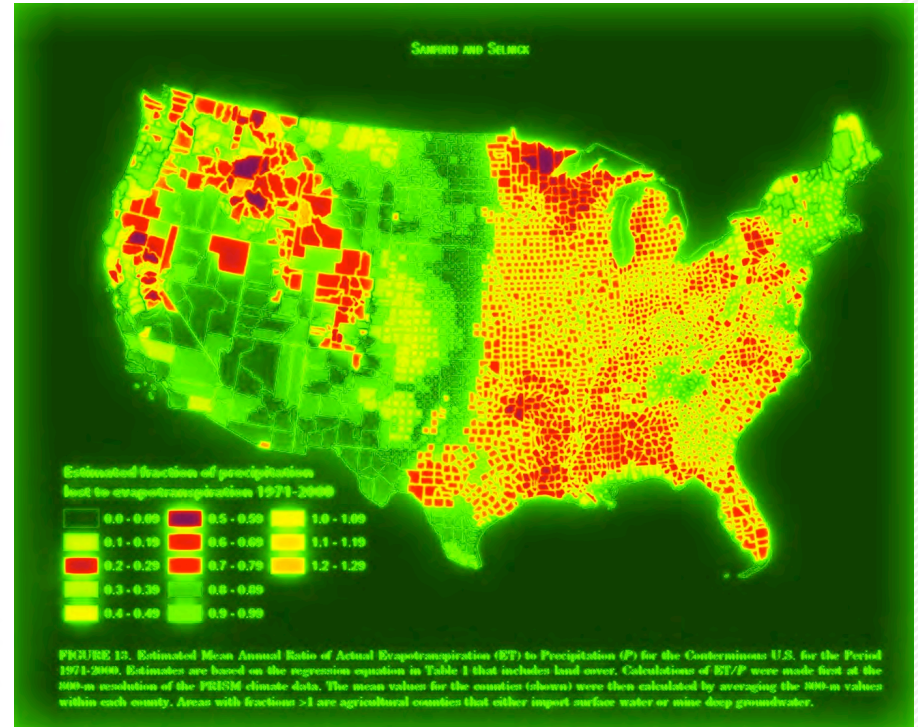 SANFORD AND SELNICK
Estimated fraction of precipitation
lost to evapotranspiration 1971-2000
0.0 - 0.09
0.1 - 0.19
0.2 - 0.29
0.3 - 0.39
0.4 - 0.49
0.5 - 0.59
0.6 - 0.69
0.7 - 0.79
0.8 - 0.89
0.9 - 0.99
1.0 - 1.09
1.1 - 1.19
1.2 - 1.29
FIGURE 13. Estimated Mean Annual Ratio of Actual Evapotranspiration (ET) to Precipitation (P) for the Conterminous U.S. for the Period
1971-2000. Estimates are based on the regression equation in Table 1 that includes land cover. Calculations of ET/P were made first at the
800-m resolution of the PRISM climate data. The mean values for the counties (shown) were then calculated by averaging the 800-m values
within each county. Areas with fractions >1 are agricultural counties that either import surface water or mine deep groundwater.